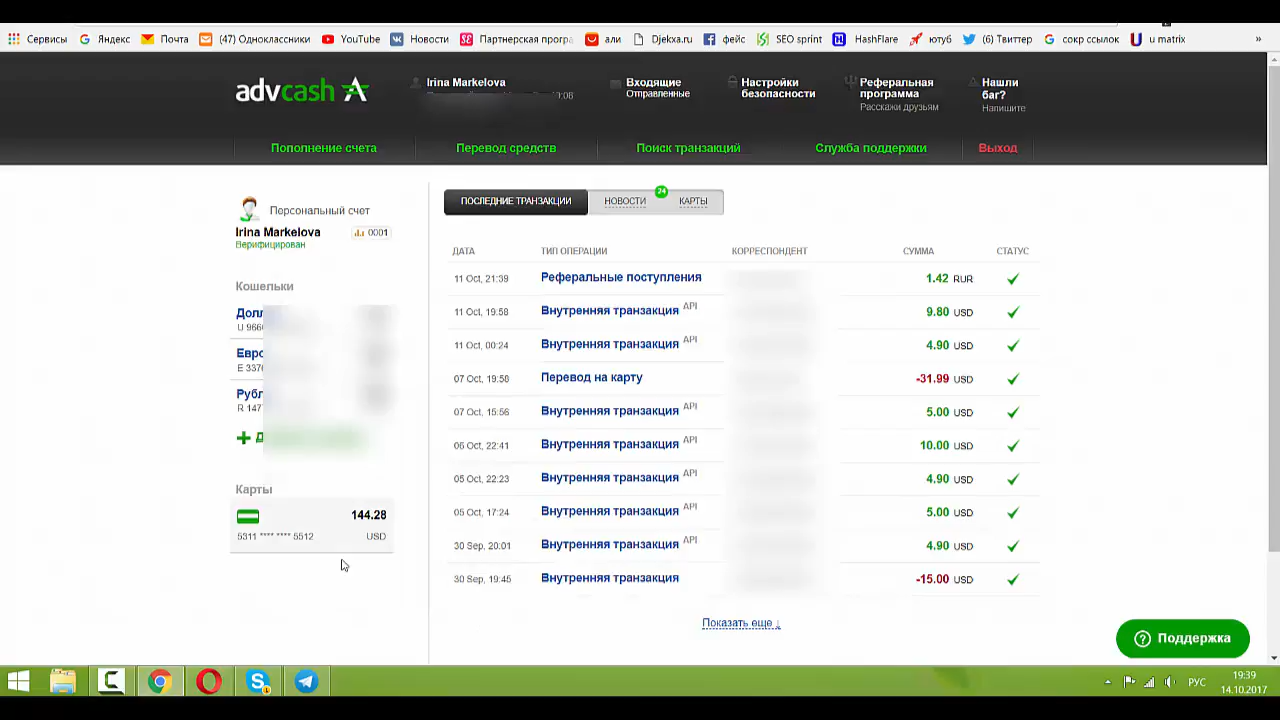 Сервисы Яндекс Почта (47) Одноклассники YouTube Новости Партнерская програ али Djekxa.ru фейс SEO sprint HashFlare ютуб (6) Твиттер сокр ссылок u matrix »
advcash
Irina Markelova
Входящие
Отправленные
Настройки
безопасности
Реферальная
программа
Расскажи друзьям
Нашли
баг?
Напишите
Пополнение счета Перевод средств Поиск транзакций Служба поддержки Выход
Персональный счет
Irina Markelova 0001
Верифицирован
Кошельки
Долл
U 9666
Евро
E 337
Рубл
R 147
Карты
144.28
5311 **** **** 5512 USD
ПОСЛЕДНИЕ ТРАНЗАКЦИИ НОВОСТИ 74 КАРТЫ
ДАТА ТИП ОПЕРАЦИИ КОРРЕСПОНДЕНТ СУММА СТАТУС
11 Oct, 21:39 Реферальные поступления 1.42 RUR
11 Oct, 19:58 Внутренняя транзакция API 9.80 USD
11 Oct, 00:24 Внутренняя транзакция API 4.90 USD
07 Oct, 19:58 Перевод на карту -31.99 USD
07 Oct, 15:56 Внутренняя транзакция API 5.00 USD
06 Oct, 22:41 Внутренняя транзакция API 10.00 USD
05 Oct, 22:23 Внутренняя транзакция API 4.90 USD
05 Oct, 17:24 Внутренняя транзакция API 5.00 USD
30 Sep, 20:01 Внутренняя транзакция API 4.90 USD
30 Sep, 19:45 Внутренняя транзакция -15.00 USD
Показать еще ↓
Поддержка
РУС
19:39
14.10.2017